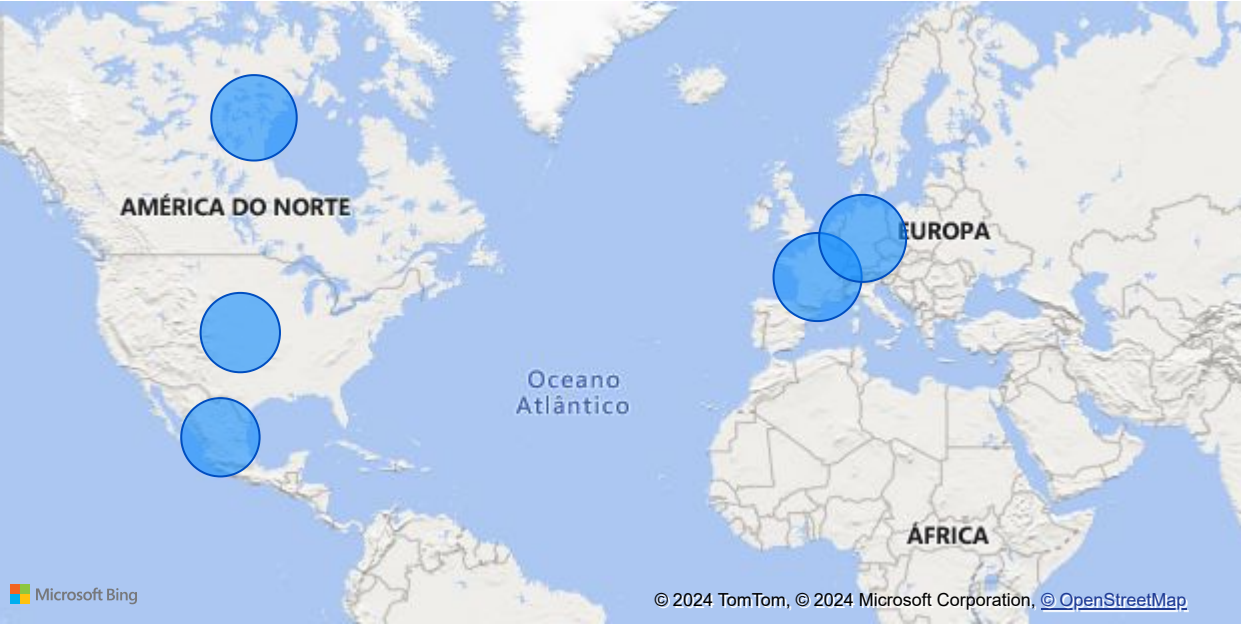 AMÉRICA DO NORTE
EUROPA
Oceano
Atlântico
ÁFRICA
Microsoft Bing
© 2024 TomTom, © 2024 Microsoft Corporation, © OpenStreetMap